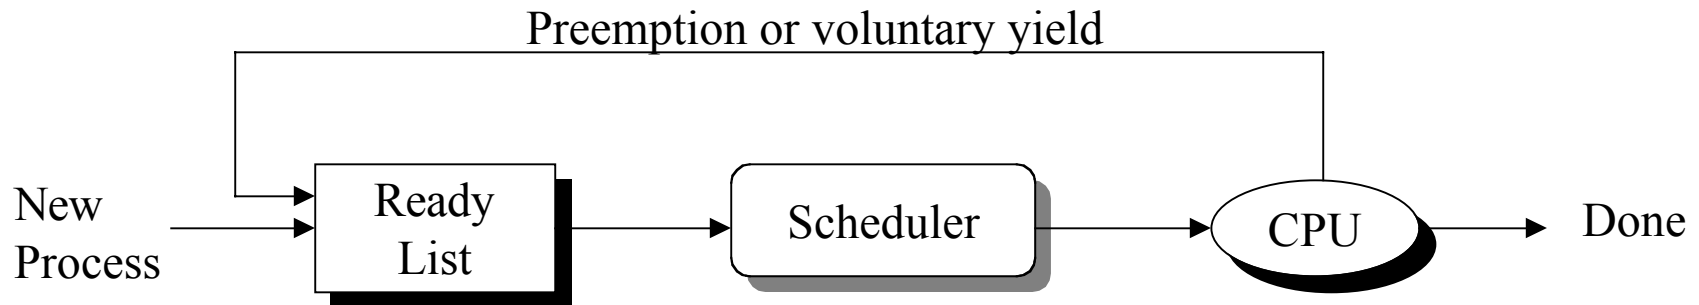 Preemption or voluntary yield
New
Process
Ready
List
Scheduler
CPU
Done